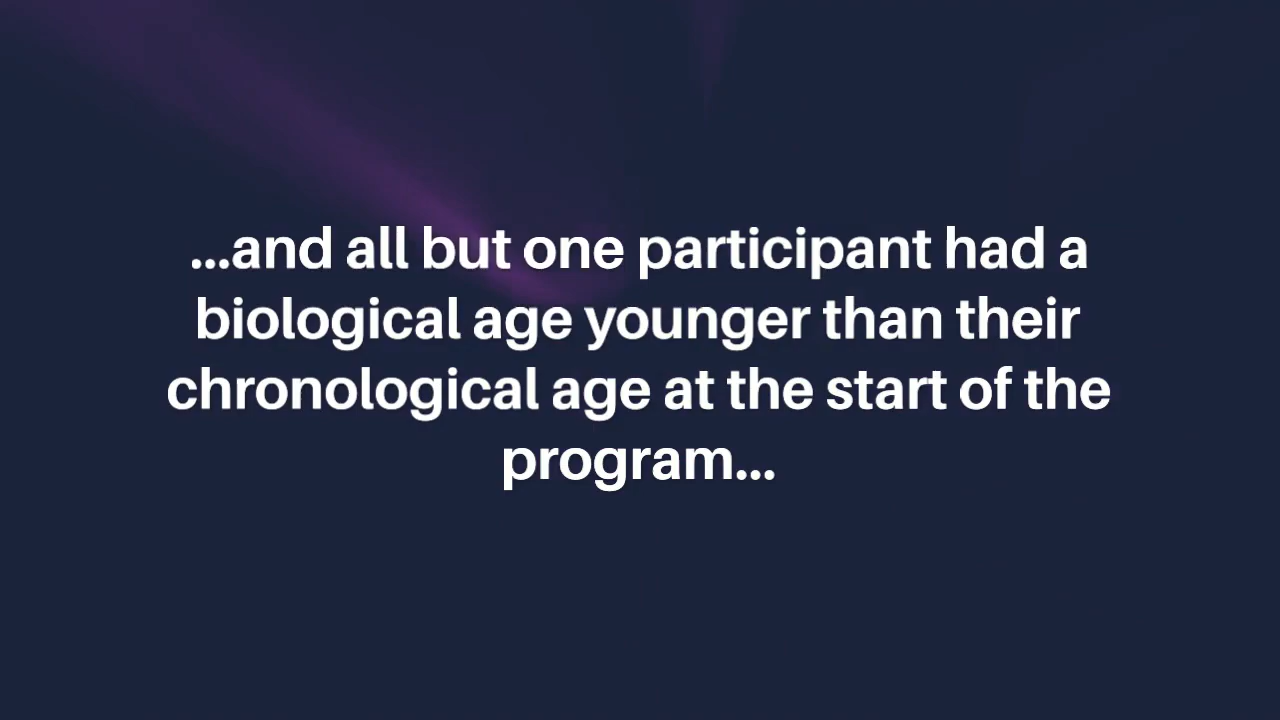 ...and all but one participant had a
biological age younger than their
chronological age at the start of the
program...